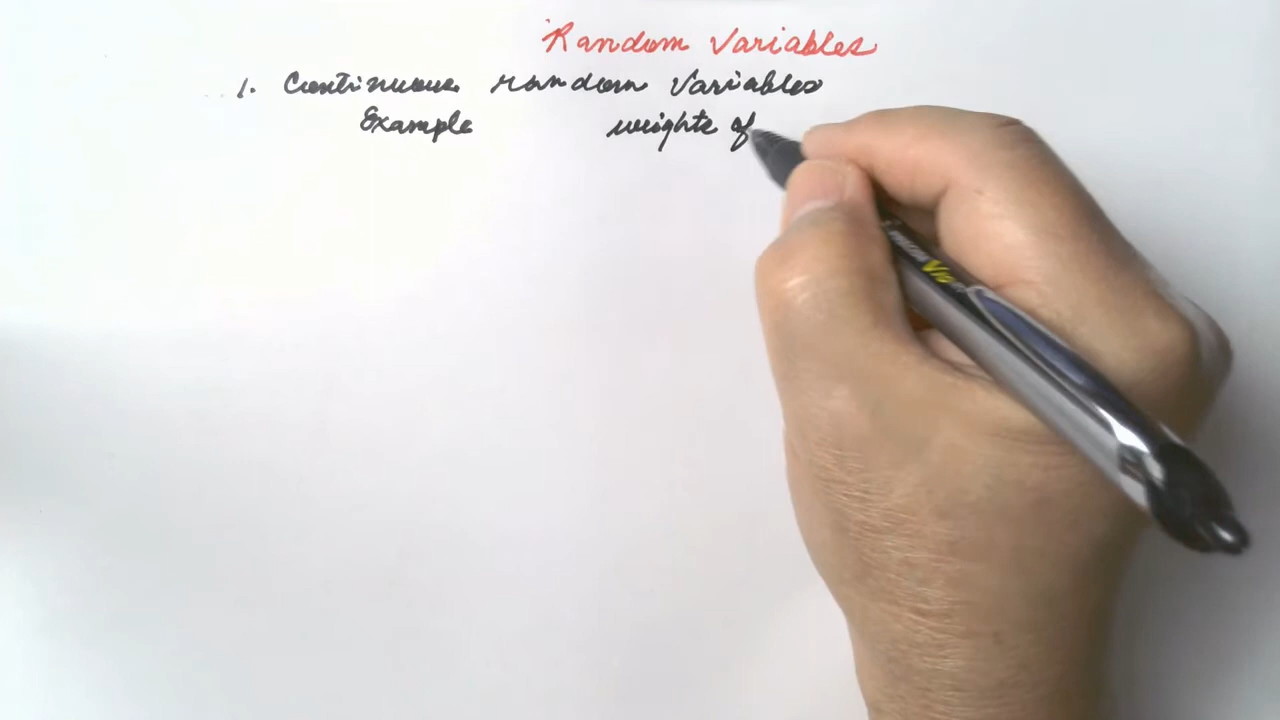 Random Variables
1. Continuous random Variables
Example weights of